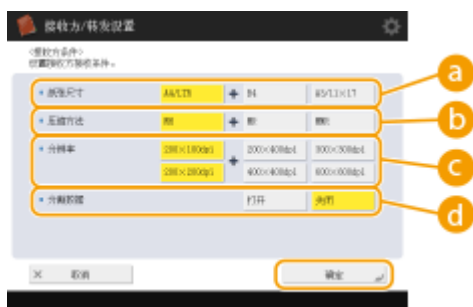 接收方/转发设置
<接收方条件>
设置接收方接收条件。
纸张尺寸 A4/LTR + B4 A3/11×17 a
压缩方法 MH + MR MMR b
分辨率 200×100dpi 200×400dpi 300×300dpi
200×200dpi + 400×400dpi 600×600dpi c
分割数据 打开 关闭 d
× 取消 确定